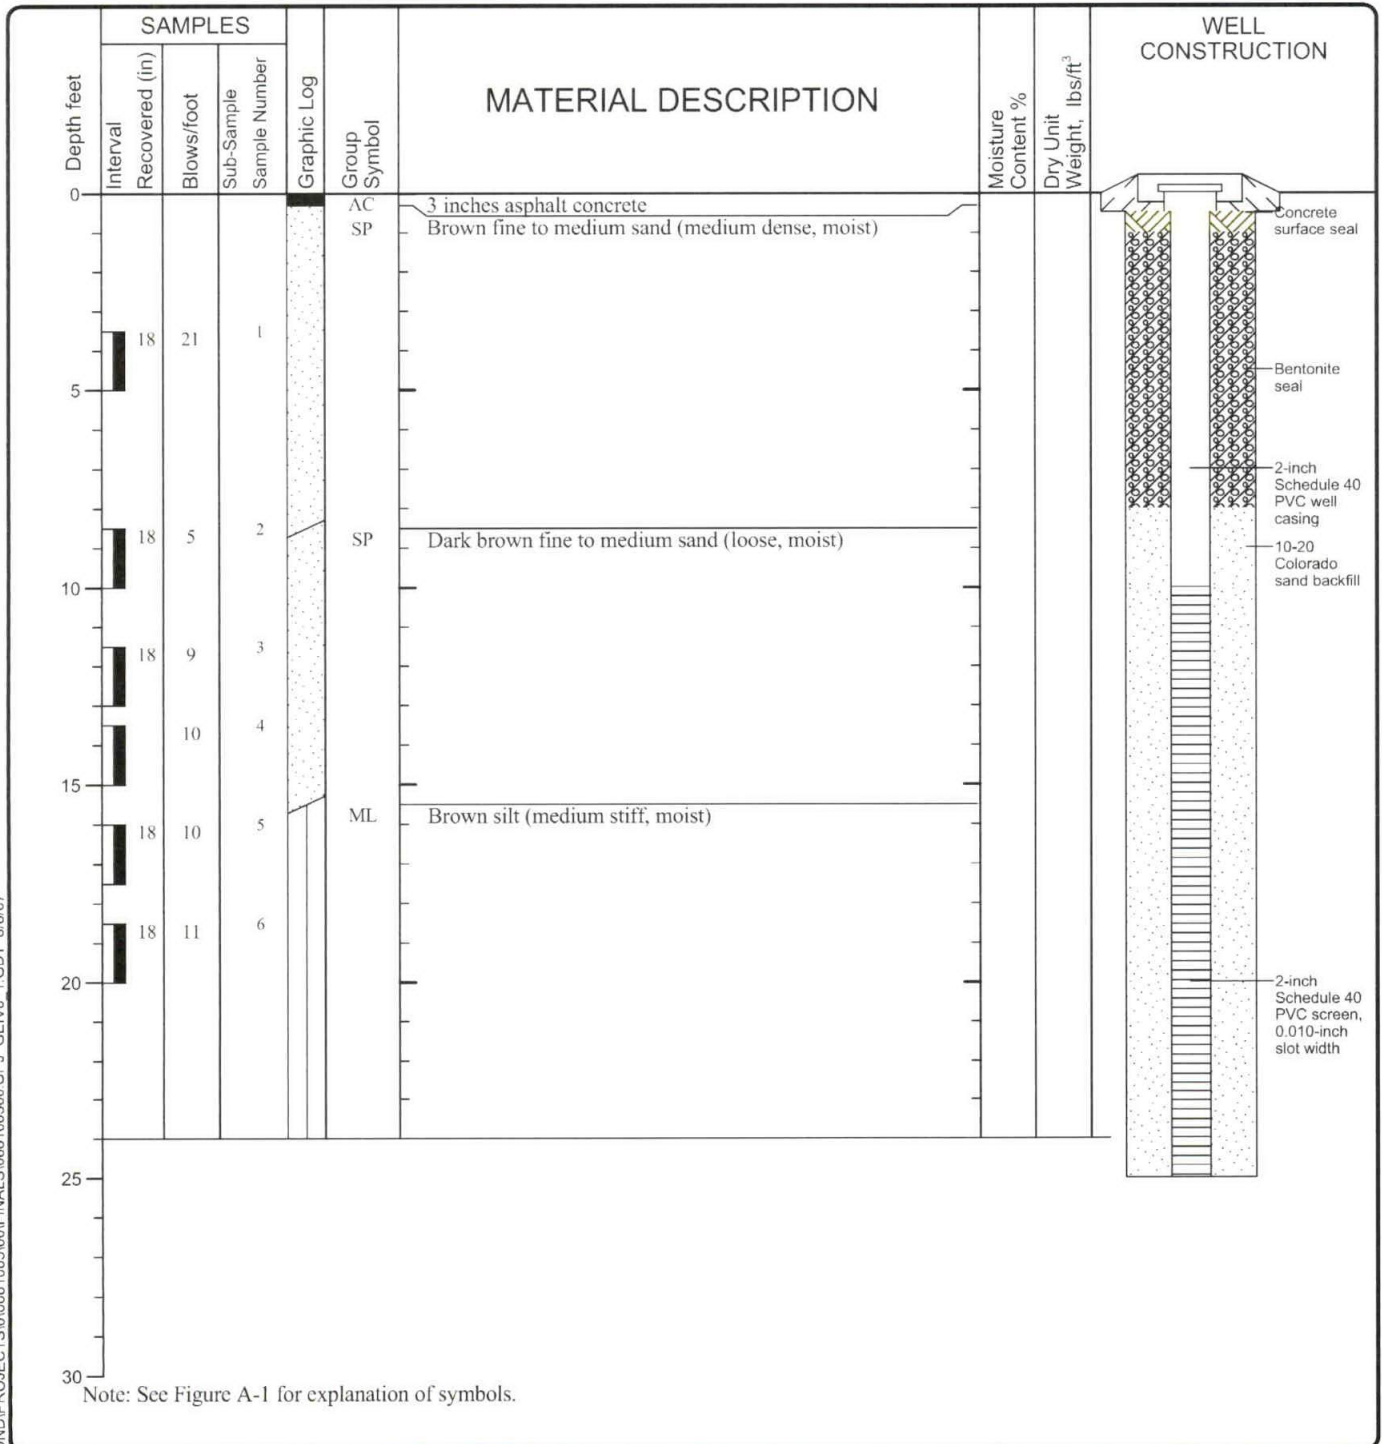 SAMPLES
WELL
CONSTRUCTION
Depth feet
Interval
Recovered (in)
Blows/foot
Sub-Sample
Sample Number
Graphic Log
Group
Symbol
MATERIAL DESCRIPTION
Moisture
Content %
Dry Unit
Weight, lbs/ft³
0
AC 3 inches asphalt concrete
SP Brown fine to medium sand (medium dense, moist)
Concrete
surface seal
18 21 1
5
Bentonite
seal
2-inch
Schedule 40
PVC well
casing
18 5 2
SP Dark brown fine to medium sand (loose, moist)
10-20
Colorado
sand backfill
10
18 9 3
10 4
15
ML Brown silt (medium stiff, moist)
18 10 5
18 11 6
20
2-inch
Schedule 40
PVC screen,
0.010-inch
slot width
25
30
Note: See Figure A-1 for explanation of symbols.